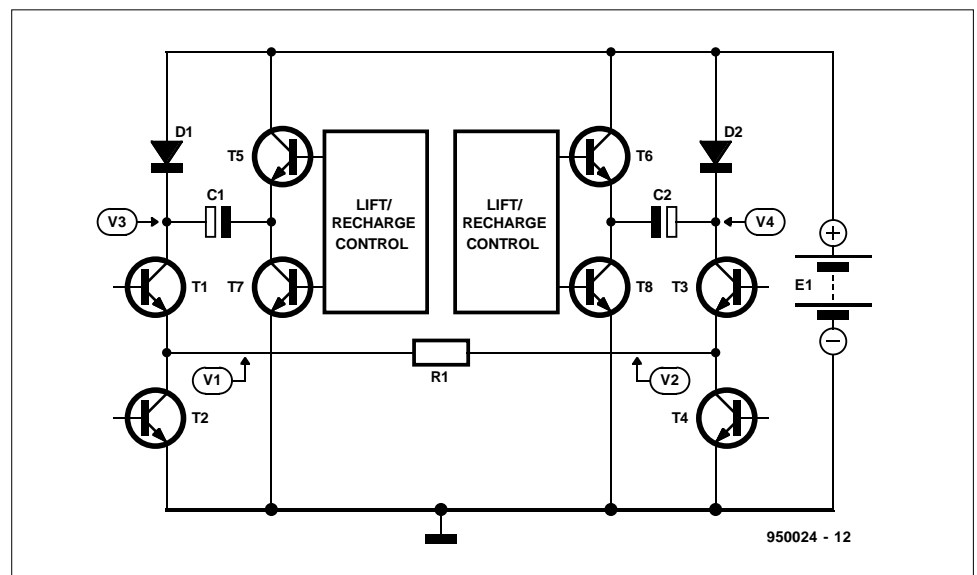 D1
T5
LIFT/
RECHARGE
CONTROL
LIFT/
RECHARGE
CONTROL
T6
D2
C1
C2
V3
V4
T1
T7
T8
T3
E1
+
−
V1
R1
V2
T2
T4
950024 - 12